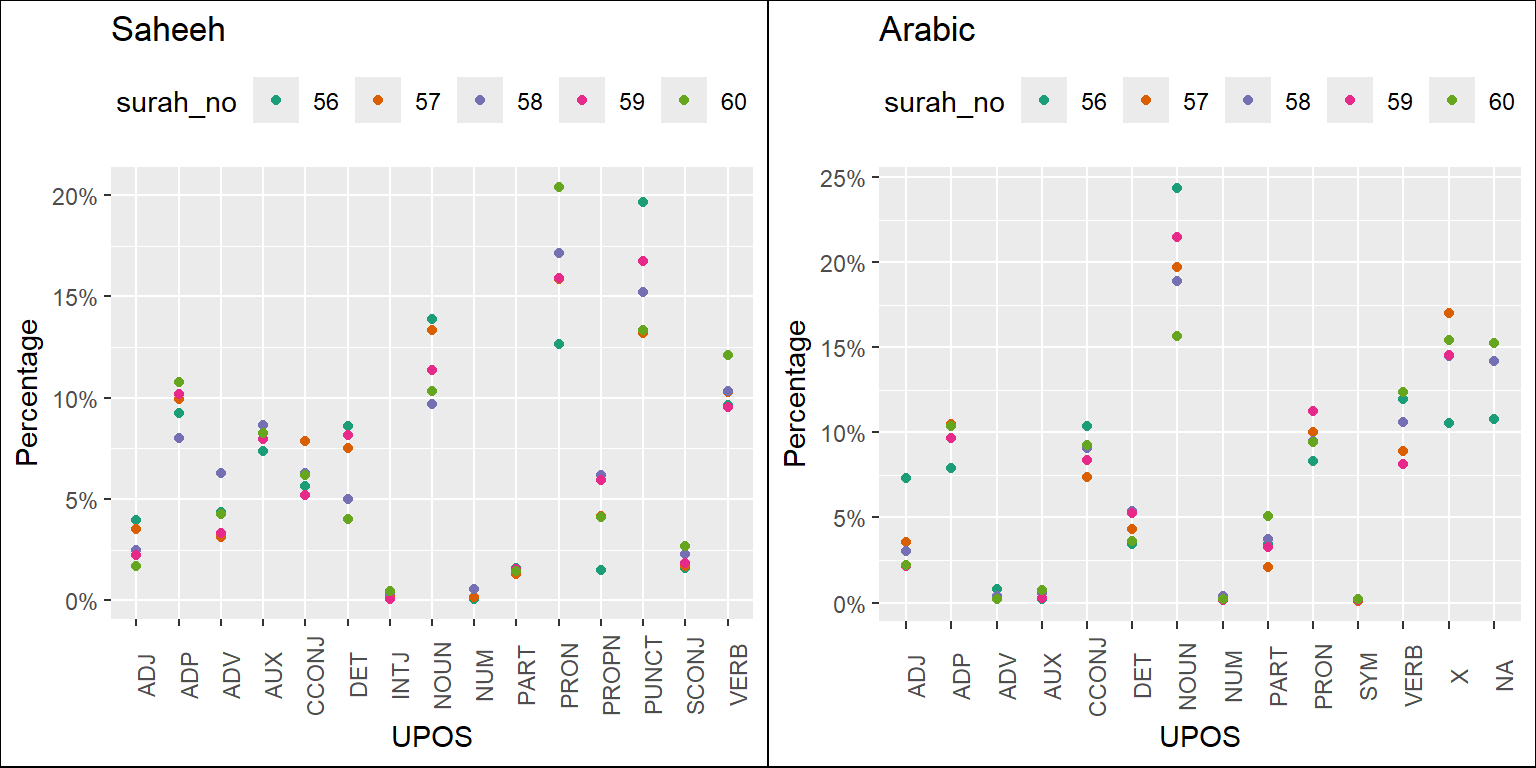 Saheeh
surah_no 56 57 58 59 60
20%
15%
10%
5%
0%
Percentage
ADJ ADP ADV AUX CCONJ DET INTJ NOUN NUM PART PRON PROPN PUNCT SCONJ VERB
UPOS
Arabic
surah_no 56 57 58 59 60
25%
20%
15%
10%
5%
0%
Percentage
ADJ ADP ADV AUX CCONJ DET NOUN NUM PART PRON SYM VERB X NA
UPOS